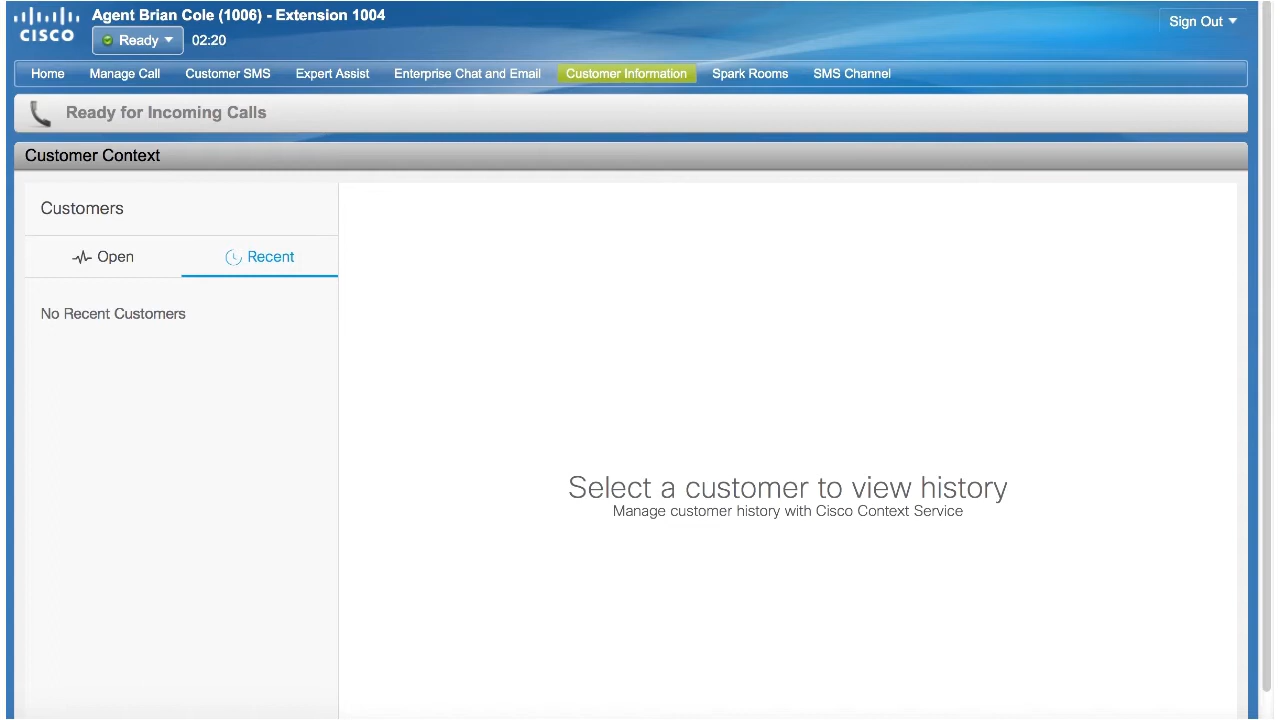 Agent Brian Cole (1006) - Extension 1004
Sign Out
CISCO
Ready 02:20
Home Manage Call Customer SMS Expert Assist Enterprise Chat and Email Customer Information Spark Rooms SMS Channel
Ready for Incoming Calls
Customer Context
Customers
Open Recent
No Recent Customers
Select a customer to view history
Manage customer history with Cisco Context Service